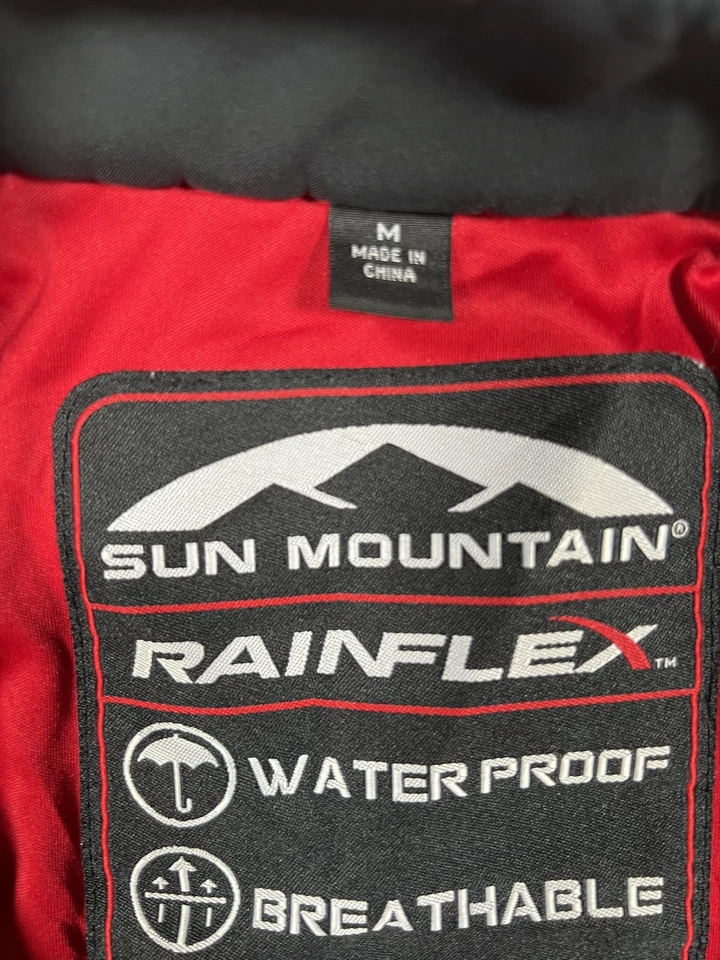 M
MADE IN
CHINA
SUN MOUNTAIN®
RAINFLEX™
WATER PROOF
BREATHABLE